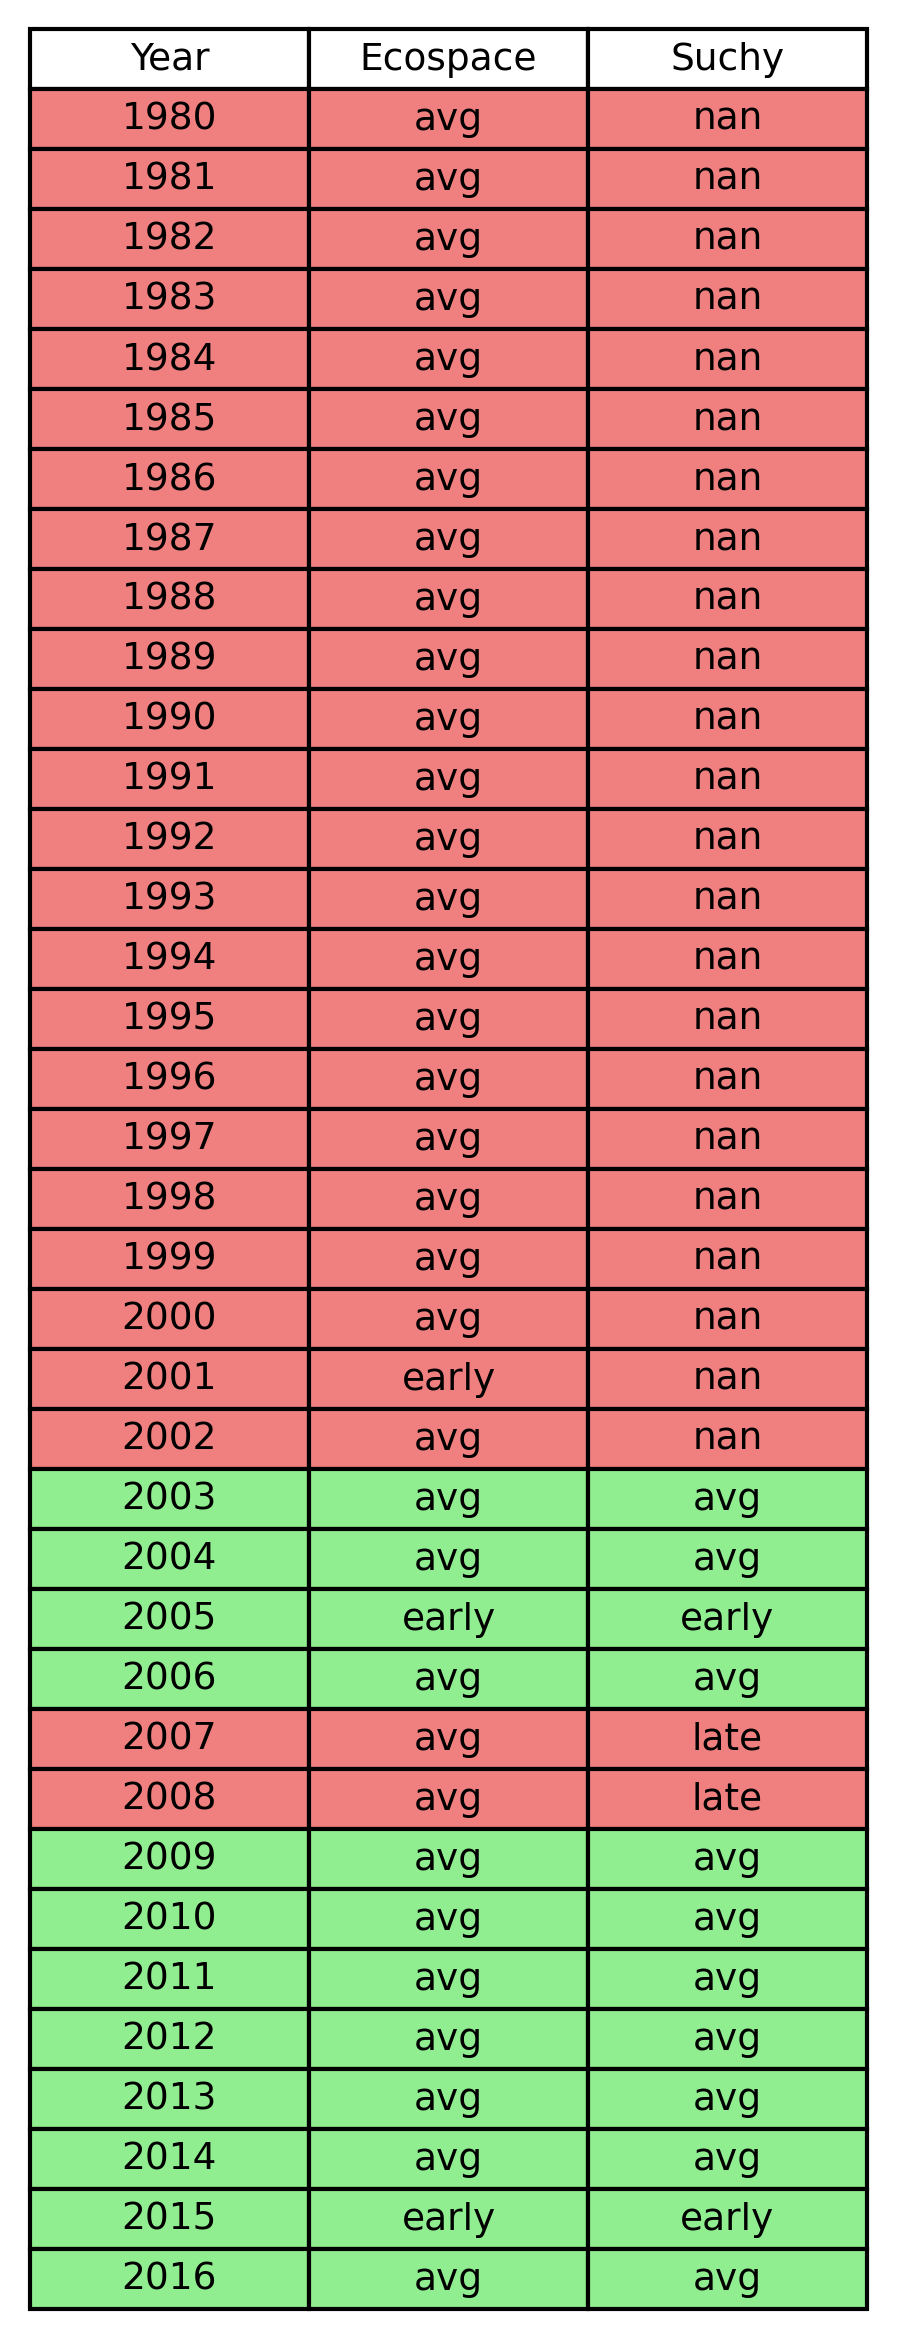 Year Ecospace Suchy
1980 avg nan
1981 avg nan
1982 avg nan
1983 avg nan
1984 avg nan
1985 avg nan
1986 avg nan
1987 avg nan
1988 avg nan
1989 avg nan
1990 avg nan
1991 avg nan
1992 avg nan
1993 avg nan
1994 avg nan
1995 avg nan
1996 avg nan
1997 avg nan
1998 avg nan
1999 avg nan
2000 avg nan
2001 early nan
2002 avg nan
2003 avg avg
2004 avg avg
2005 early early
2006 avg avg
2007 avg late
2008 avg late
2009 avg avg
2010 avg avg
2011 avg avg
2012 avg avg
2013 avg avg
2014 avg avg
2015 early early
2016 avg avg